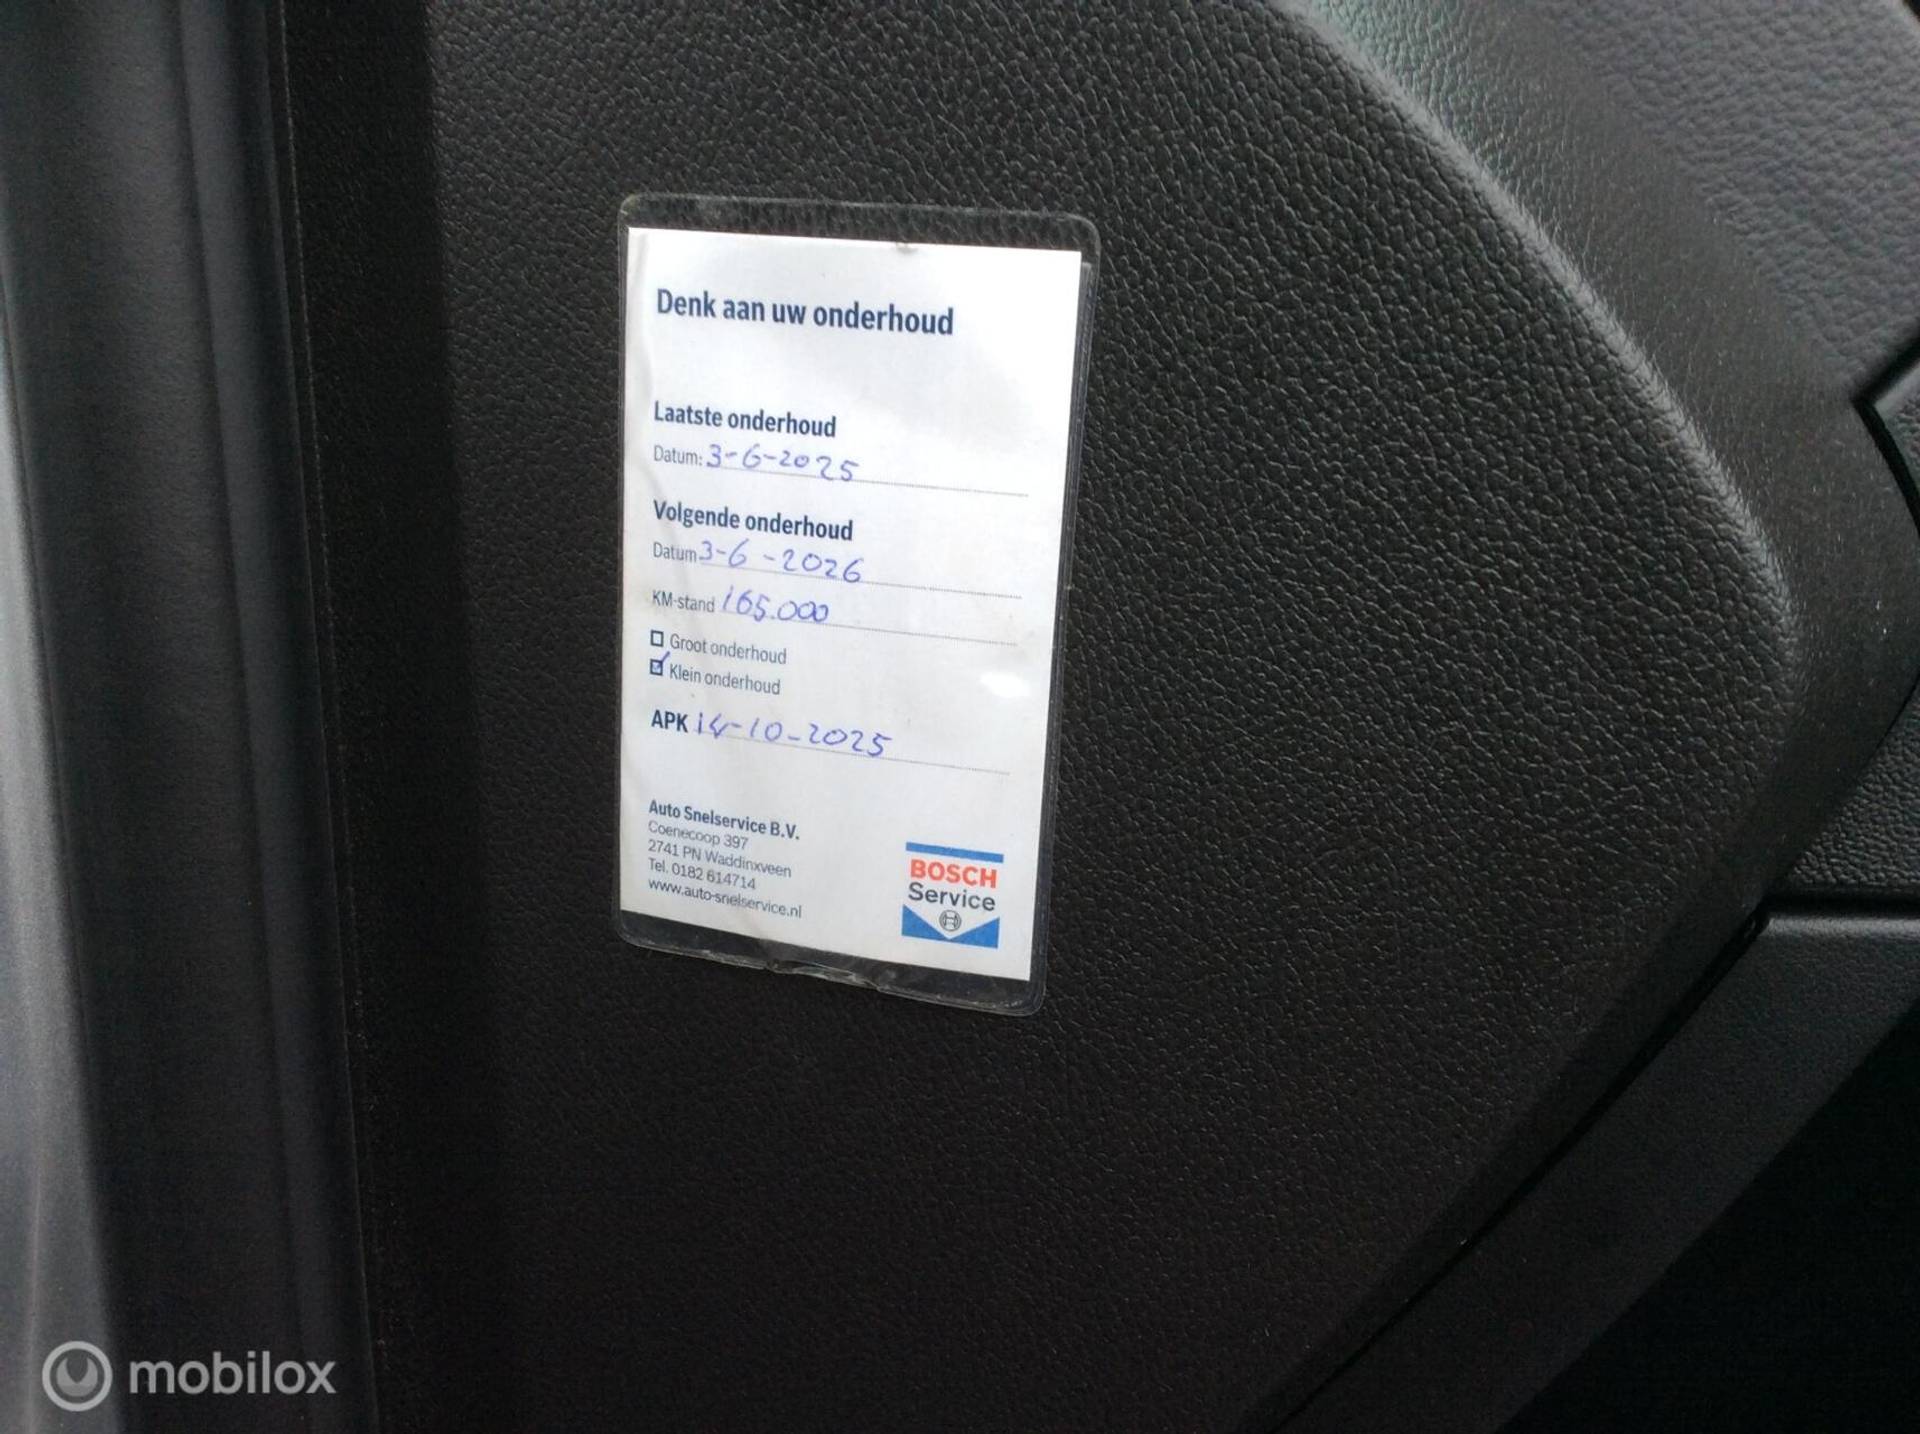 Denk aan uw onderhoud
Laatste onderhoud
Datum: 3-6-2025
Volgende onderhoud
Datum 3-6-2026
KM-stand 165.000
Groot onderhoud
Klein onderhoud
APK 14-10-2025
Auto Snelservice B.V.
Coenecoop 397
2741 PN Waddinxveen
Tel. 0182 614714
www.auto-snelservice.nl
BOSCH
Service
mobilox